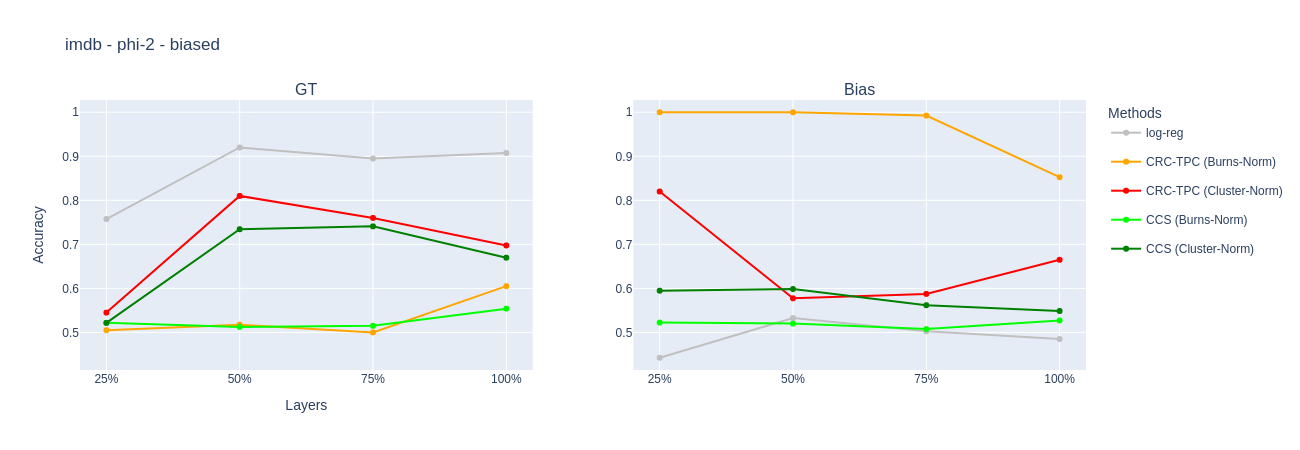 imdb - phi-2 - biased
GT
Accuracy
1
0.9
0.8
0.7
0.6
0.5
25%
50%
75%
100%
Layers
Bias
1
0.9
0.8
0.7
0.6
0.5
25%
50%
75%
100%
Methods
log-reg
CRC-TPC (Burns-Norm)
CRC-TPC (Cluster-Norm)
CCS (Burns-Norm)
CCS (Cluster-Norm)